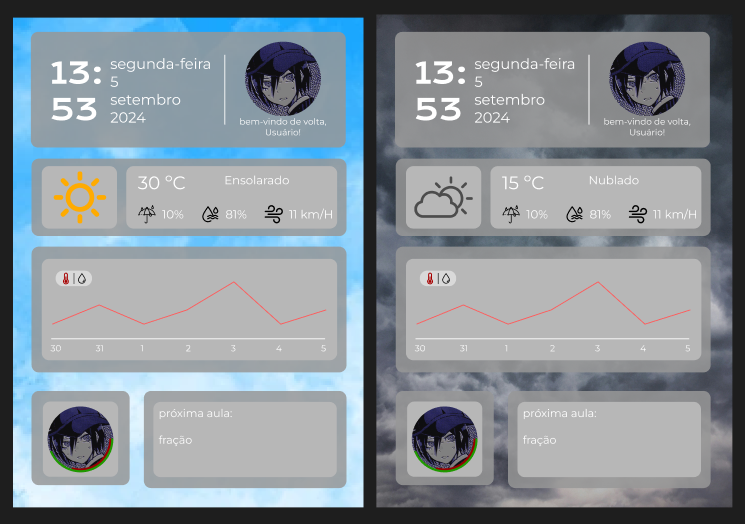 13:
53
segunda-feira
5
setembro
2024
bem-vindo de volta,
Usuário!
30 ºC
Ensolarado
10%
81%
11 km/H
30 31 1 2 3 4 5
próxima aula:
fração
13:
53
segunda-feira
5
setembro
2024
bem-vindo de volta,
Usuário!
15 ºC
Nublado
10%
81%
11 km/H
30 31 1 2 3 4 5
próxima aula:
fração